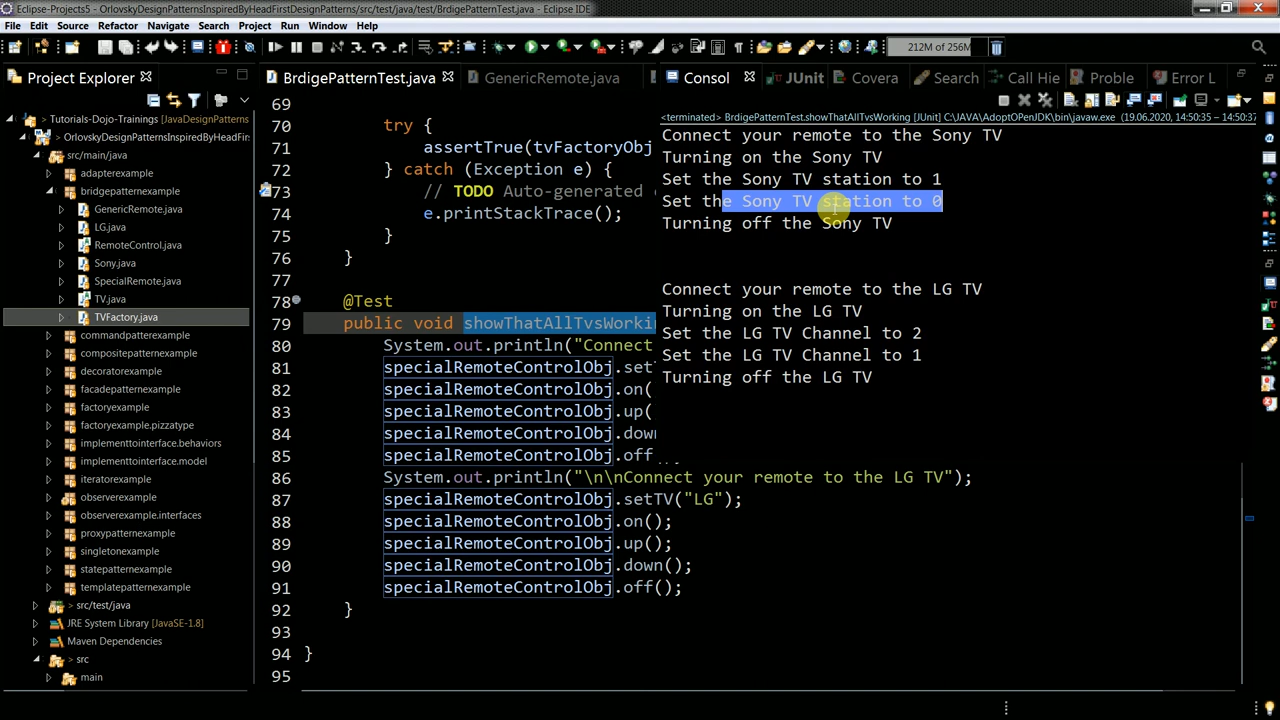 Eclipse-Projects5 - OrlovskyDesignPatternsInspiredByHeadFirstDesignPatterns/src/test/java/test/BrdigePatternTest.java - Eclipse IDE
File Edit Source Refactor Navigate Search Project Run Window Help
212M of 256M
Project Explorer
BrdigePatternTest.java GenericRemote.java
Consol JUnit Covera Search Call Hie Proble Error L
Tutorials-Dojo-Trainings [JavaDesignPatterns
OrlovskyDesignPatternsInspiredByHeadFirs
src/main/java
adapterexample
bridgepatternexample
GenericRemote.java
LG.java
RemoteControl.java
Sony.java
SpecialRemote.java
TV.java
TVFactory.java
commandpatterexample
compositepatternexample
decoratorexample
facadepatternexample
factoryexample
factoryexample.pizzatype
implementtointerface.behaviors
implementtointerface.model
iteratorexample
observerexample
observerexample.interfaces
proxypatternexample
singletonexample
statepatternexample
templatepatternexample
> src/test/java
JRE System Library [JavaSE-1.8]
Maven Dependencies
> src
main
69
70 try {
71 assertTrue(tvFactoryObj
72 } catch (Exception e) {
73 // TODO Auto-generated
74 e.printStackTrace();
75 }
76 }
77
78 @Test
79 public void showThatAllTvsWorkin
80 System.out.println("Connect
81 specialRemoteControlObj.setT
82 specialRemoteControlObj.on(
83 specialRemoteControlObj.up(
84 specialRemoteControlObj.down
85 specialRemoteControlObj.off();
86 System.out.println("\n\nConnect your remote to the LG TV");
87 specialRemoteControlObj.setTV("LG");
88 specialRemoteControlObj.on();
89 specialRemoteControlObj.up();
90 specialRemoteControlObj.down();
91 specialRemoteControlObj.off();
92 }
93
94 }
95
<terminated> BrdigePatternTest.showThatAllTvsWorking [JUnit] C:\JAVA\AdoptOpenJDK\bin\javaw.exe (19.06.2020, 14:50:35 – 14:50:37
Connect your remote to the Sony TV
Turning on the Sony TV
Set the Sony TV station to 1
Set the Sony TV station to 0
Turning off the Sony TV
Connect your remote to the LG TV
Turning on the LG TV
Set the LG TV Channel to 2
Set the LG TV Channel to 1
Turning off the LG TV